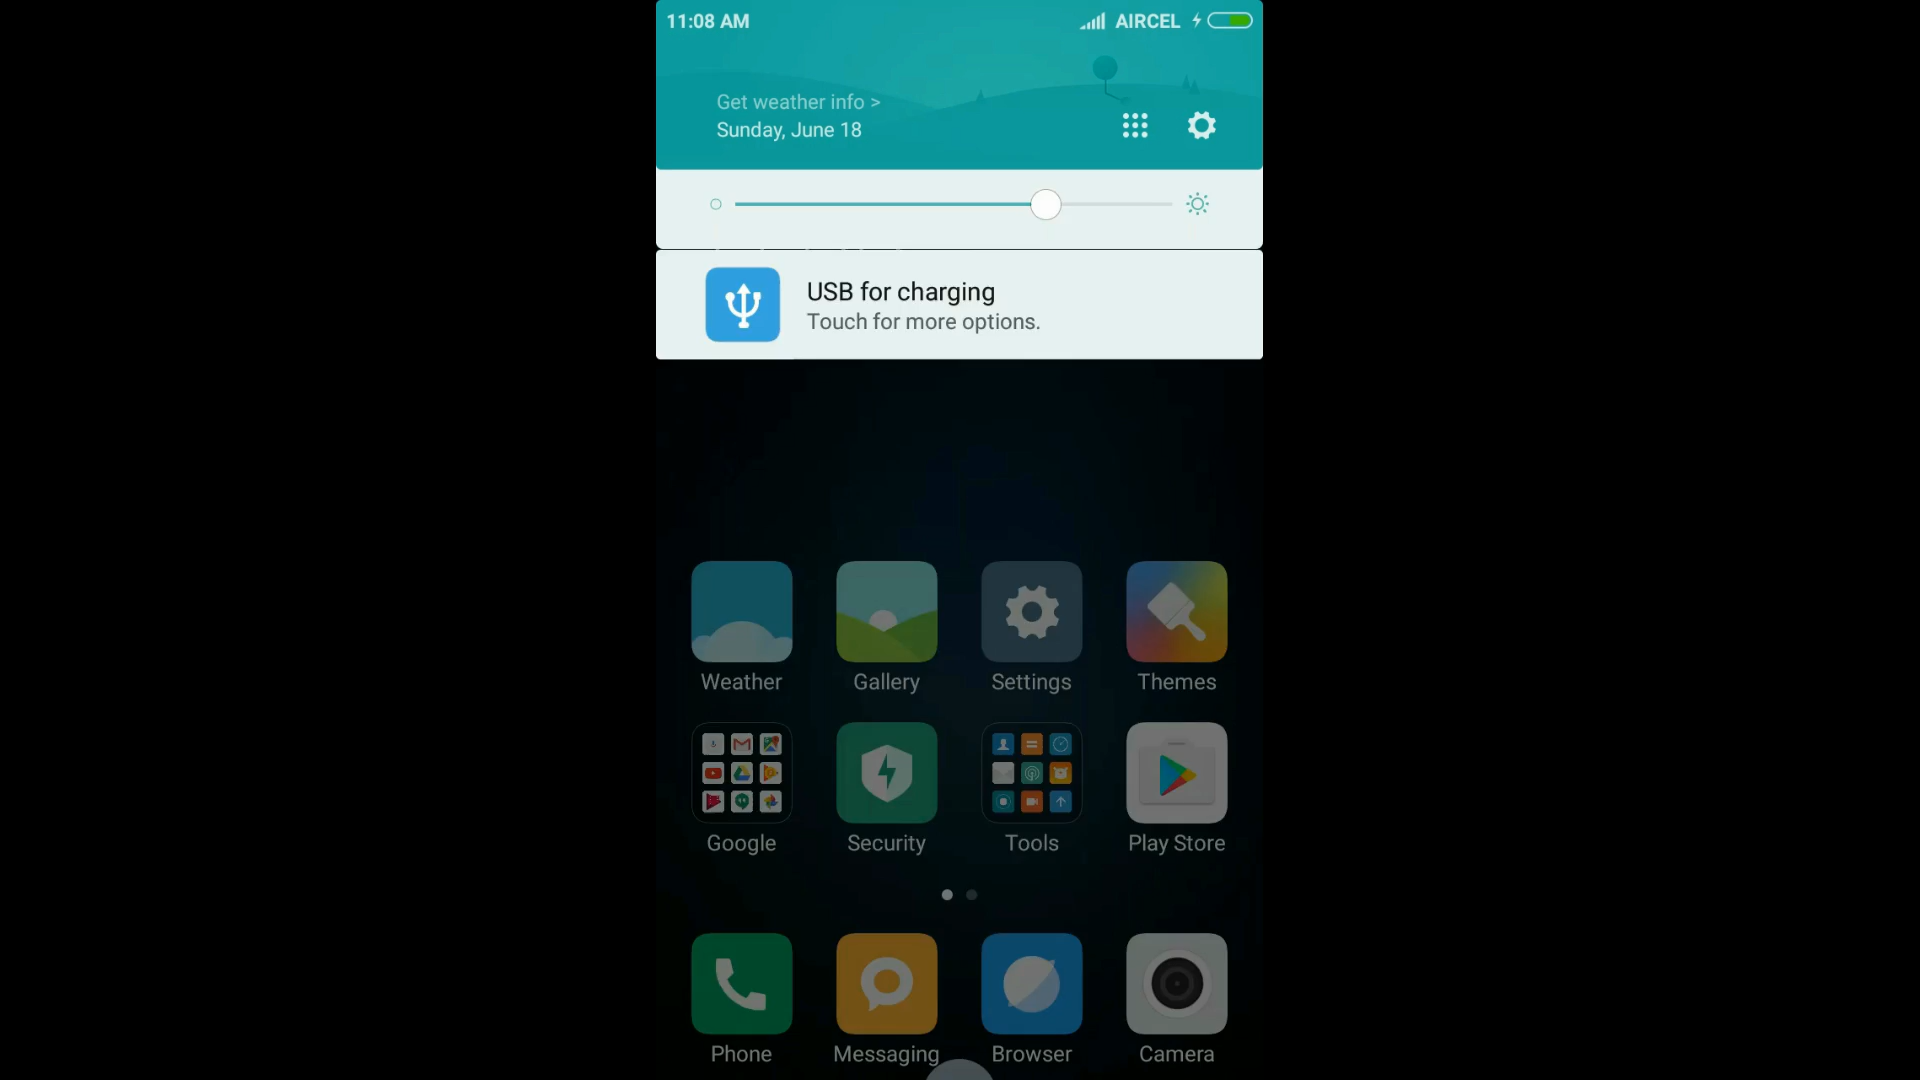 11:08 AM AIRCEL
Get weather info >
Sunday, June 18
USB for charging
Touch for more options.
Weather Gallery Settings Themes
Google Security Tools Play Store
Phone Messaging Browser Camera